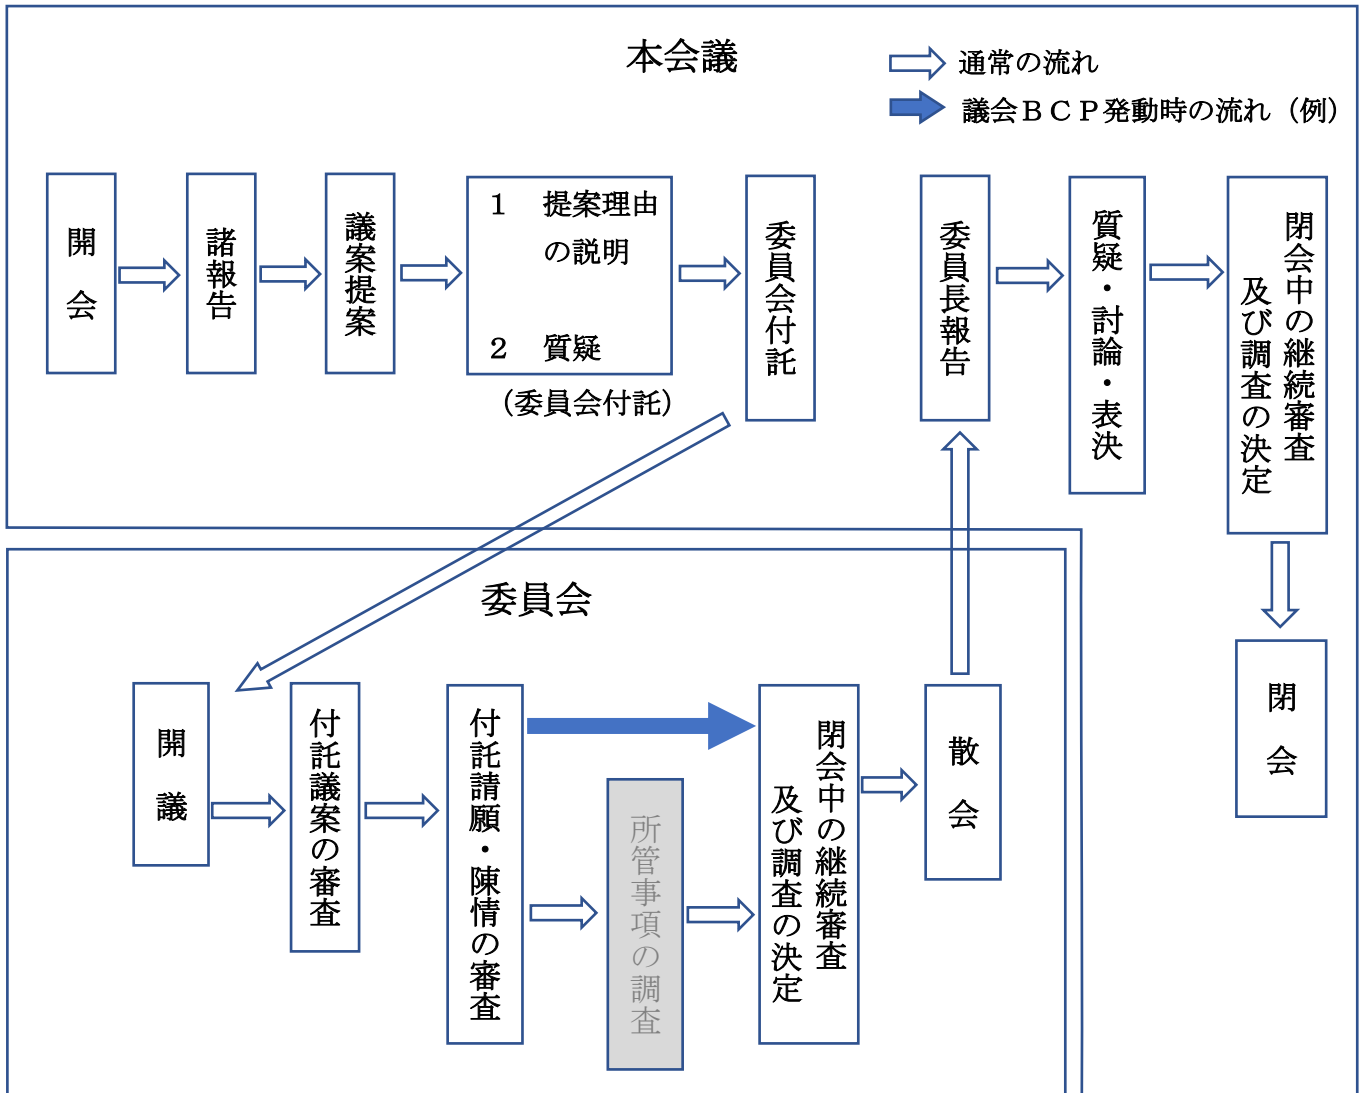 本会議
通常の流れ
議会ＢＣＰ発動時の流れ（例）
開会
諸報告
議案提案
１　提案理由
の説明
２　質疑
（委員会付託）
委員会付託
委員長報告
質疑・討論・表決
閉会中の継続審査
及び調査の決定
閉会
委員会
開議
付託議案の審査
付託請願・陳情の審査
所管事項の調査
閉会中の継続審査
及び調査の決定
散会